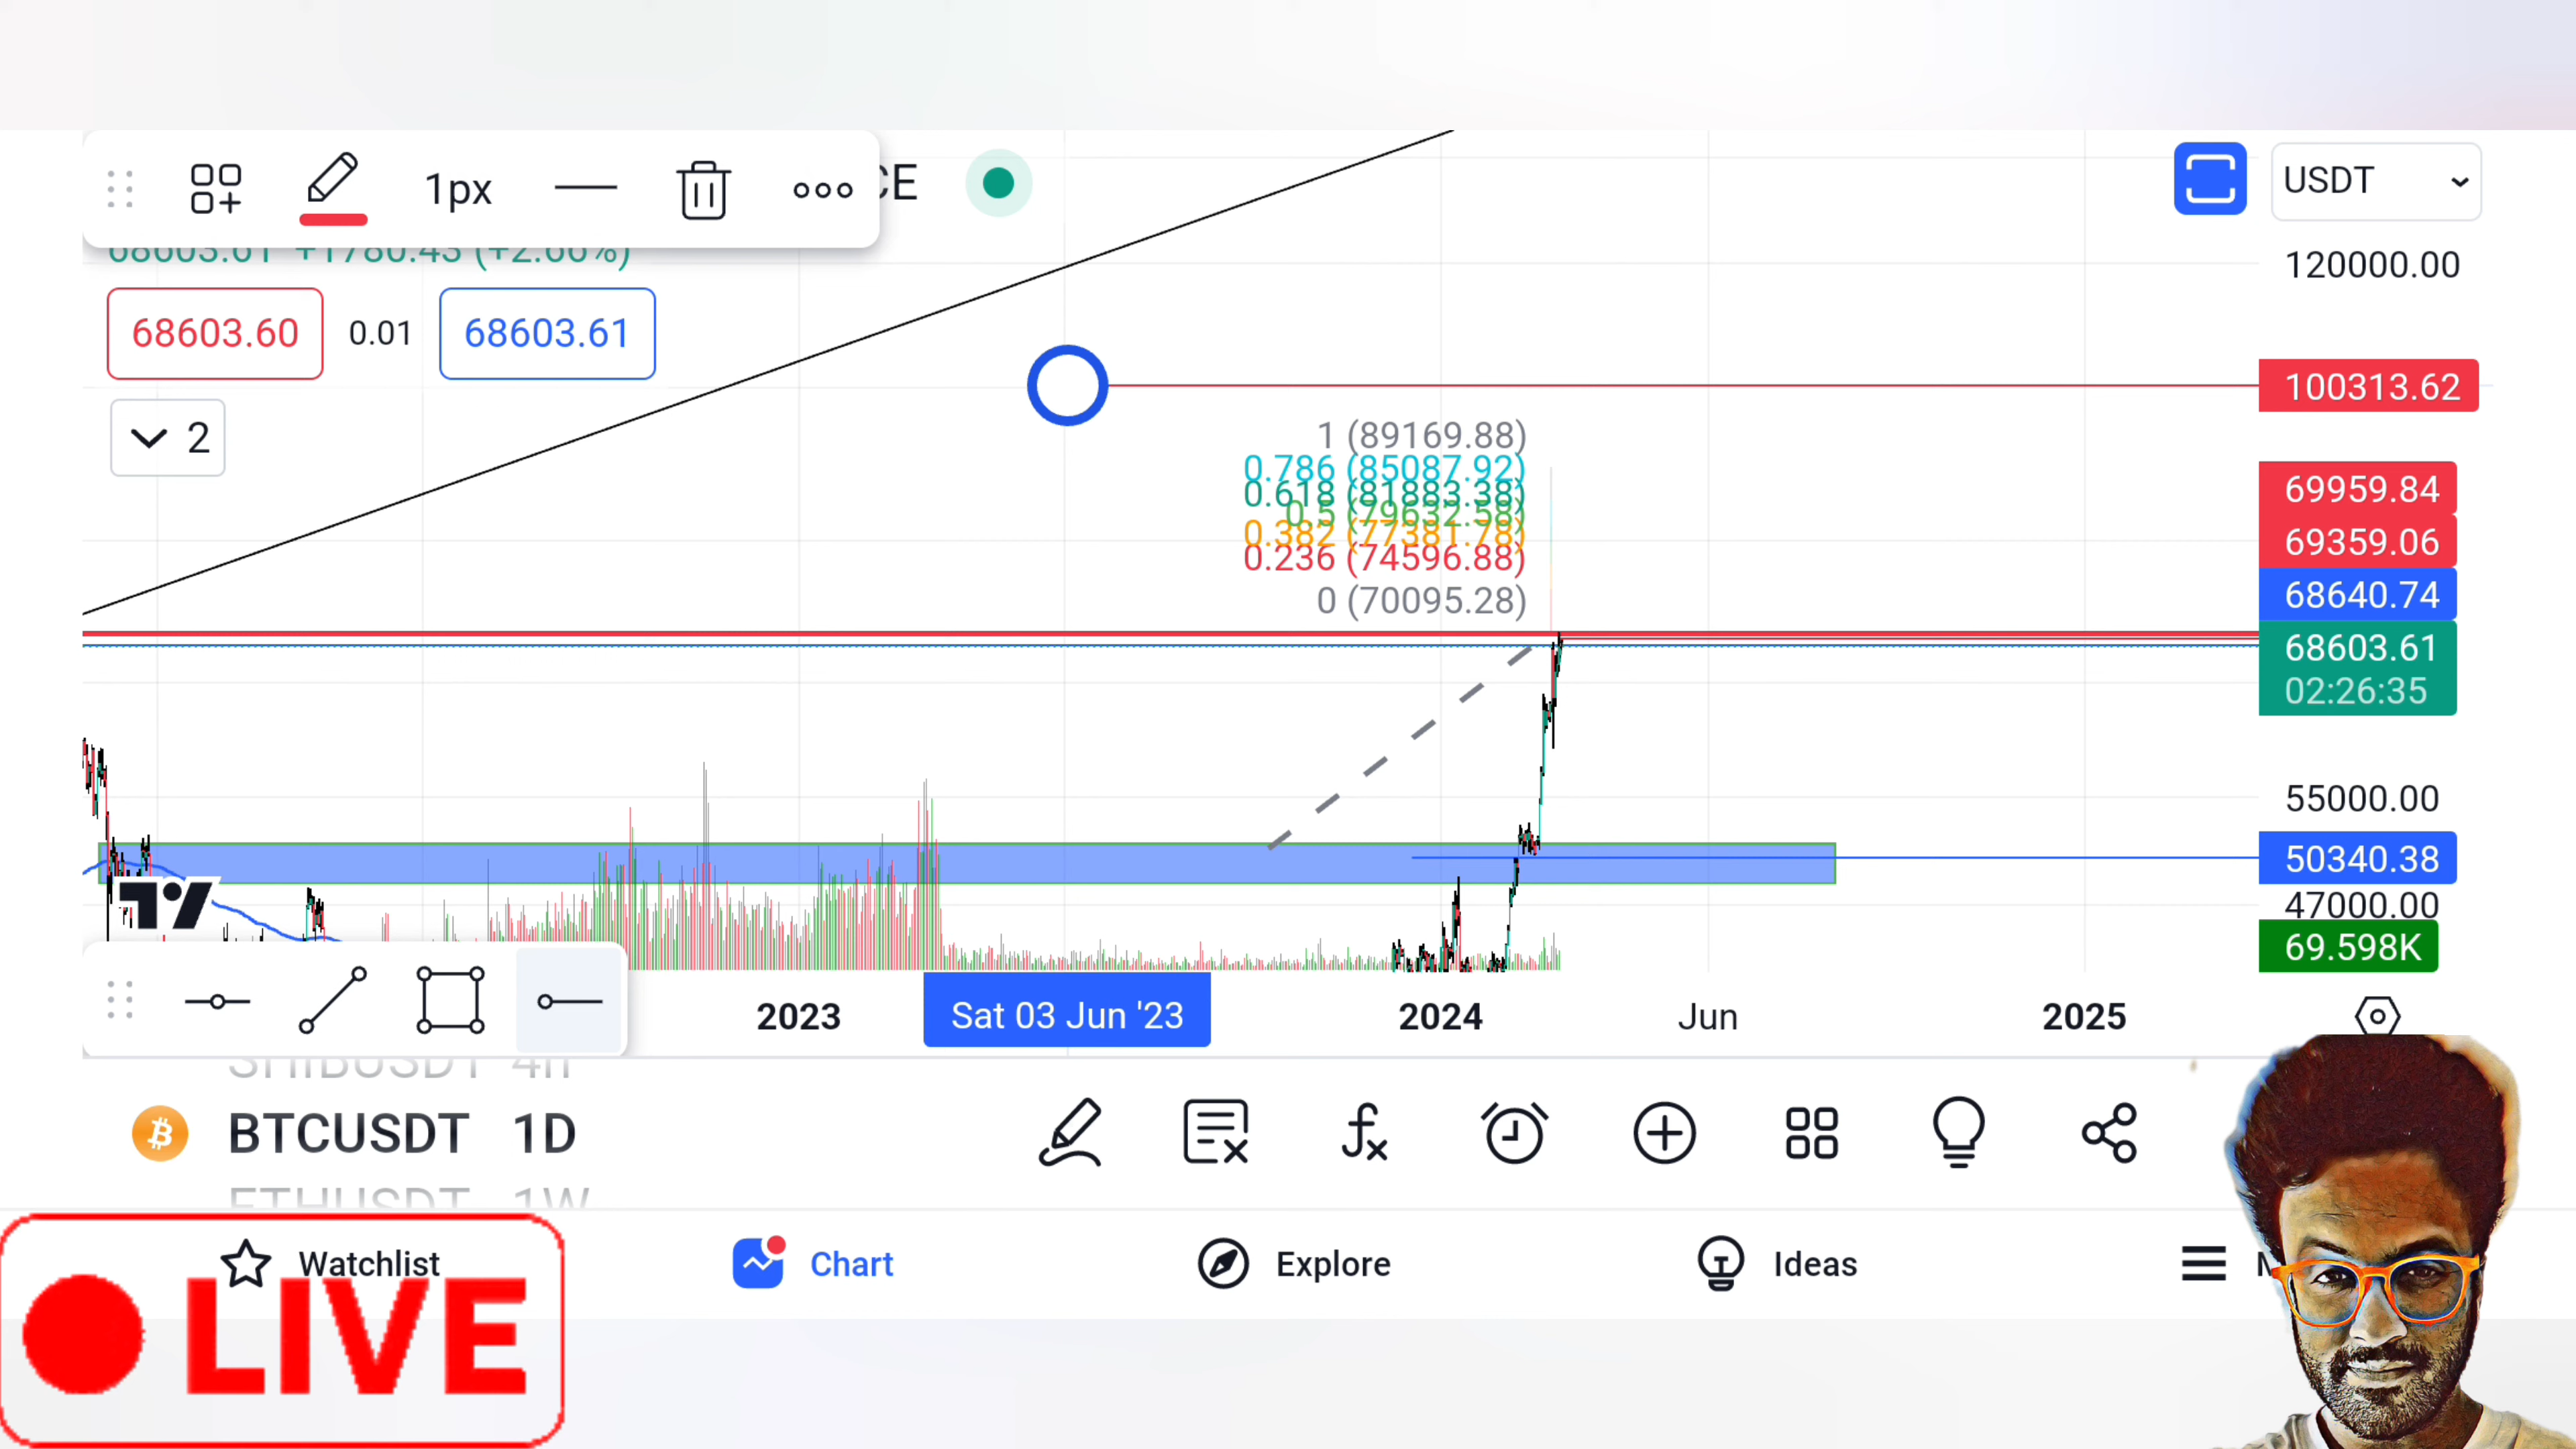 1px
CE
USDT
68603.61 +1780.43 (+2.66%)
120000.00
68603.60
0.01
68603.61
100313.62
2
1 (89169.88)
0.786 (85087.92)
0.618 (81883.38)
0.5 (79632.58)
0.382 (77381.78)
0.236 (74596.88)
0 (70095.28)
69959.84
69359.06
68640.74
68603.61
02:26:35
55000.00
50340.38
47000.00
69.598K
2023
Sat 03 Jun '23
2024
Jun
2025
SHIBUSDT 4h
BTCUSDT 1D
ETHUSDT 1W
Watchlist
Chart
Explore
Ideas
LIVE